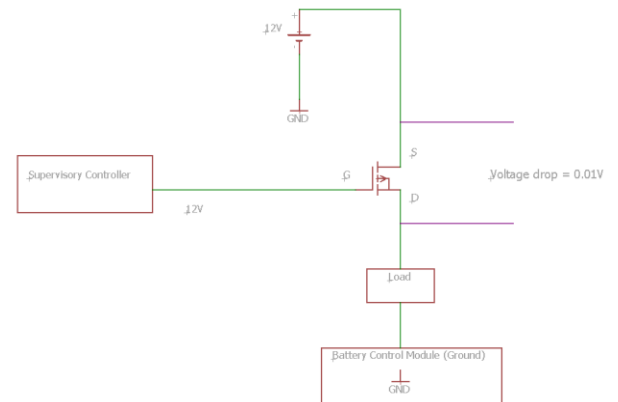 +
12V
-
GND
S
Supervisory Controller
G
Voltage drop = 0.01V
D
12V
Load
Battery Control Module (Ground)
GND